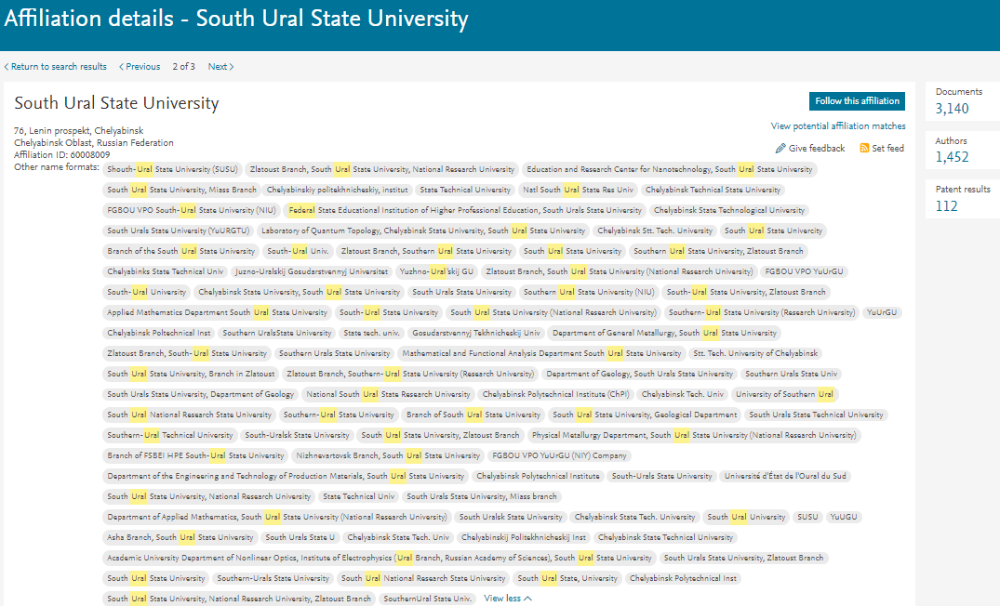 Affiliation details - South Ural State University
Return to search results Previous 2 of 3 Next
South Ural State University
Follow this affiliation
76, Lenin prospekt, Chelyabinsk
Chelyabinsk Oblast, Russian Federation
Affiliation ID: 60008009
View potential affiliation matches
Give feedback Set feed
Documents
3,140
Authors
1,452
Patent results
112
Other name formats: Shouth-Ural State University (SUSU) Zlatoust Branch, South Ural State University, National Research University Education and Research Center for Nanotechnology, South Ural State University
South Ural State University, Miass Branch Chelyabinskiy politekhnicheskiy, institut State Technical University Natl South Ural State Res Univ Chelyabinsk Technical State University
FGBOU VPO South-Ural State University (NIU) Federal State Educational Institution of Higher Professional Education, South Urals State University Chelyabinsk State Technological University
South Urals State University (YuURGTU) Laboratory of Quantum Topology, Chelyabinsk State University, South Ural State University Chelyabinsk Stt. Tech. University South Ural State Univercity
Branch of the South Ural State University South-Ural Univ. Zlatoust Branch, Southern Ural State University South Ural State University Southern Ural State University, Zlatoust Branch
Chelyabinks State Technical Univ Juzno-Uralskij Gosudarstvennyj Universitet Yuzhno-Ural'skij GU Zlatoust Branch, South Ural State University (National Research University) FGBOU VPO YuUrGU
South-Ural University Chelyabinsk State University, South Ural State University South Urals State University Southern Ural State University (NIU) South-Ural State University, Zlatoust Branch
Applied Mathematics Department South Ural State University South-Ural State University South Ural State University (National Research University) Southern-Ural State University (Research University) YuUrGU
Chelyabinsk Poltechnical Inst Southern UralsState University State tech. univ. Gosudarstvennyj Tekhnicheskij Univ Department of General Metallurgy, South Ural State University
Zlatoust Branch, South-Ural State University Southern Urals State University Mathematical and Functional Analysis Department South Ural State University Stt. Tech. University of Chelyabinsk
South Ural State University, Branch in Zlatoust Zlatoust Branch, Southern-Ural State University (Research University) Department of Geology, South Urals State University Southern Urals State Univ
South Urals State University, Department of Geology National South Ural State Research University Chelyabinsk Polytechnical Institute (ChPI) Chelyabinsk Tech. Univ University of Southern Ural
South Ural National Research State University Southern-Ural State University Branch of South Ural State University South Ural State University, Geological Department South Urals State Technical University
Southern-Ural Technical University South-Uralsk State University South Ural State University, Zlatoust Branch Physical Metallurgy Department, South Ural State University (National Research University)
Branch of FSBEI HPE South-Ural State University Nizhnevartovsk Branch, South Ural State University FGBOU VPO YuUrGU (NIY) Company
Department of the Engineering and Technology of Production Materials, South Ural State University Chelyabinsk Polytechnical Institute South-Urals State University Université d'État de l'Oural du Sud
South Ural State University, National Research University State Technical Univ South Urals State University, Miass branch
Department of Applied Mathematics, South Ural State University (National Research University) South Uralsk State University Chelyabinsk State Tech. University South Ural University SUSU YuUGU
Asha Branch, South Ural State University South Urals State U Chelyabinsk State Tech. Univ Chelyabinskij Politekhnicheskij Inst Chelyabinsk State Technical University
Academic University Department of Nonlinear Optics, Institute of Electrophysics (Ural Branch, Russian Academy of Sciences), South Ural State University South Urals State University, Zlatoust Branch
South Ural State University Southern-Urals State University South Ural National Research State University South Ural State, University Chelyabinsk Polytechnical Inst
South Ural State University, National Research University, Zlatoust Branch SouthernUral State Univ. View less